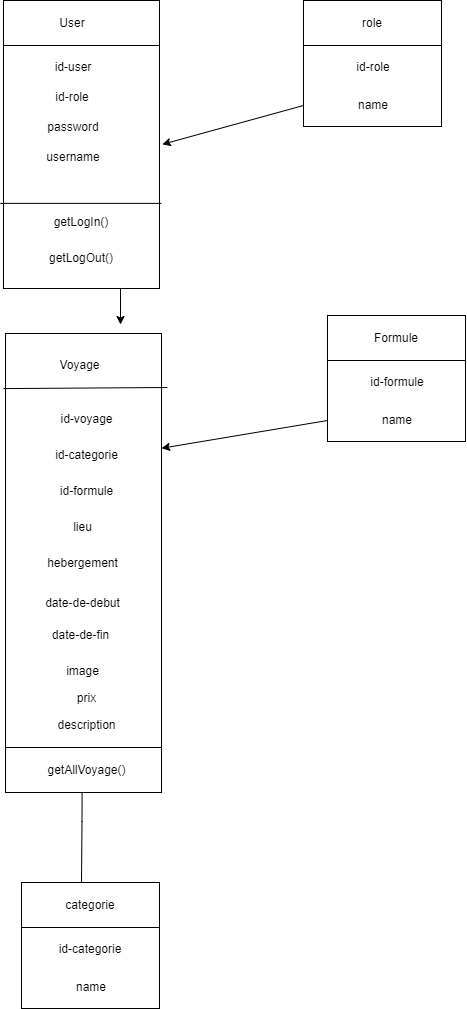 User
id-user
id-role
password
username
getLogIn()
getLogOut()
role
id-role
name
Voyage
id-voyage
id-categorie
id-formule
lieu
hebergement
date-de-debut
date-de-fin
image
prix
description
getAllVoyage()
Formule
id-formule
name
categorie
id-categorie
name